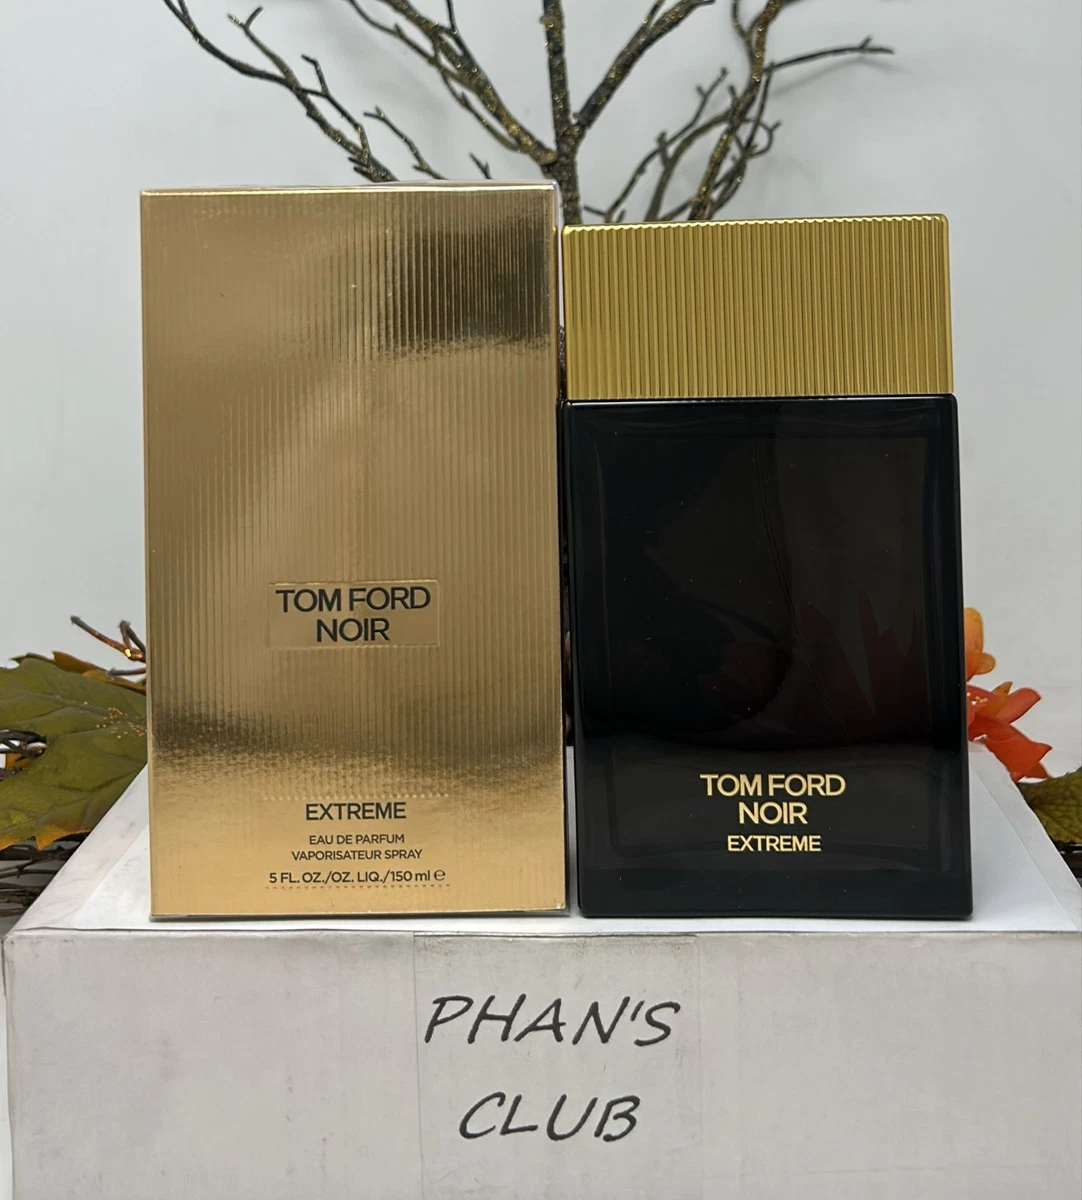 TOM FORD
NOIR
EXTREME
EAU DE PARFUM
VAPORISATEUR SPRAY
5 FL. OZ./OZ. LIQ./150 ml ℮
TOM FORD
NOIR
EXTREME
PHAN'S
CLUB